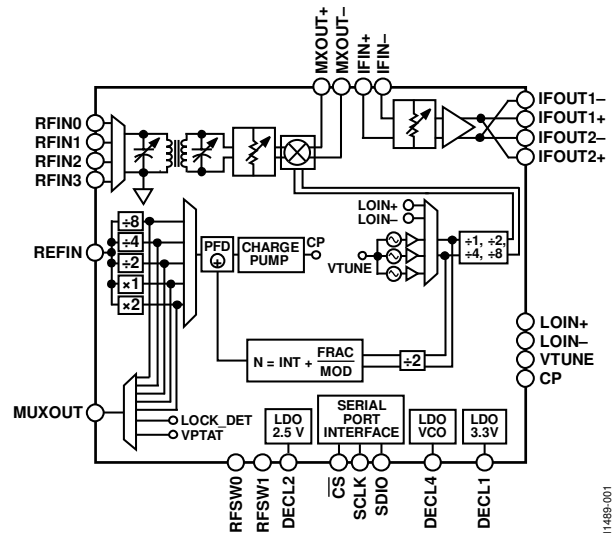 MXOUT+
MXOUT–
IFIN+
IFIN–
RFIN0
RFIN1
RFIN2
RFIN3
IFOUT1–
IFOUT1+
IFOUT2–
IFOUT2+
REFIN
÷8
÷4
÷2
×1
×2
PFD
+
CHARGE
PUMP
CP
LOIN+
LOIN–
VTUNE
÷1, ÷2,
÷4, ÷8
N = INT + FRAC
MOD
÷2
LOIN+
LOIN–
VTUNE
CP
MUXOUT
LOCK_DET
VPTAT
LDO
2.5 V
SERIAL
PORT
INTERFACE
LDO
VCO
LDO
3.3V
RFSW0
RFSW1
DECL2
CS
SCLK
SDIO
DECL4
DECL1
11489-001